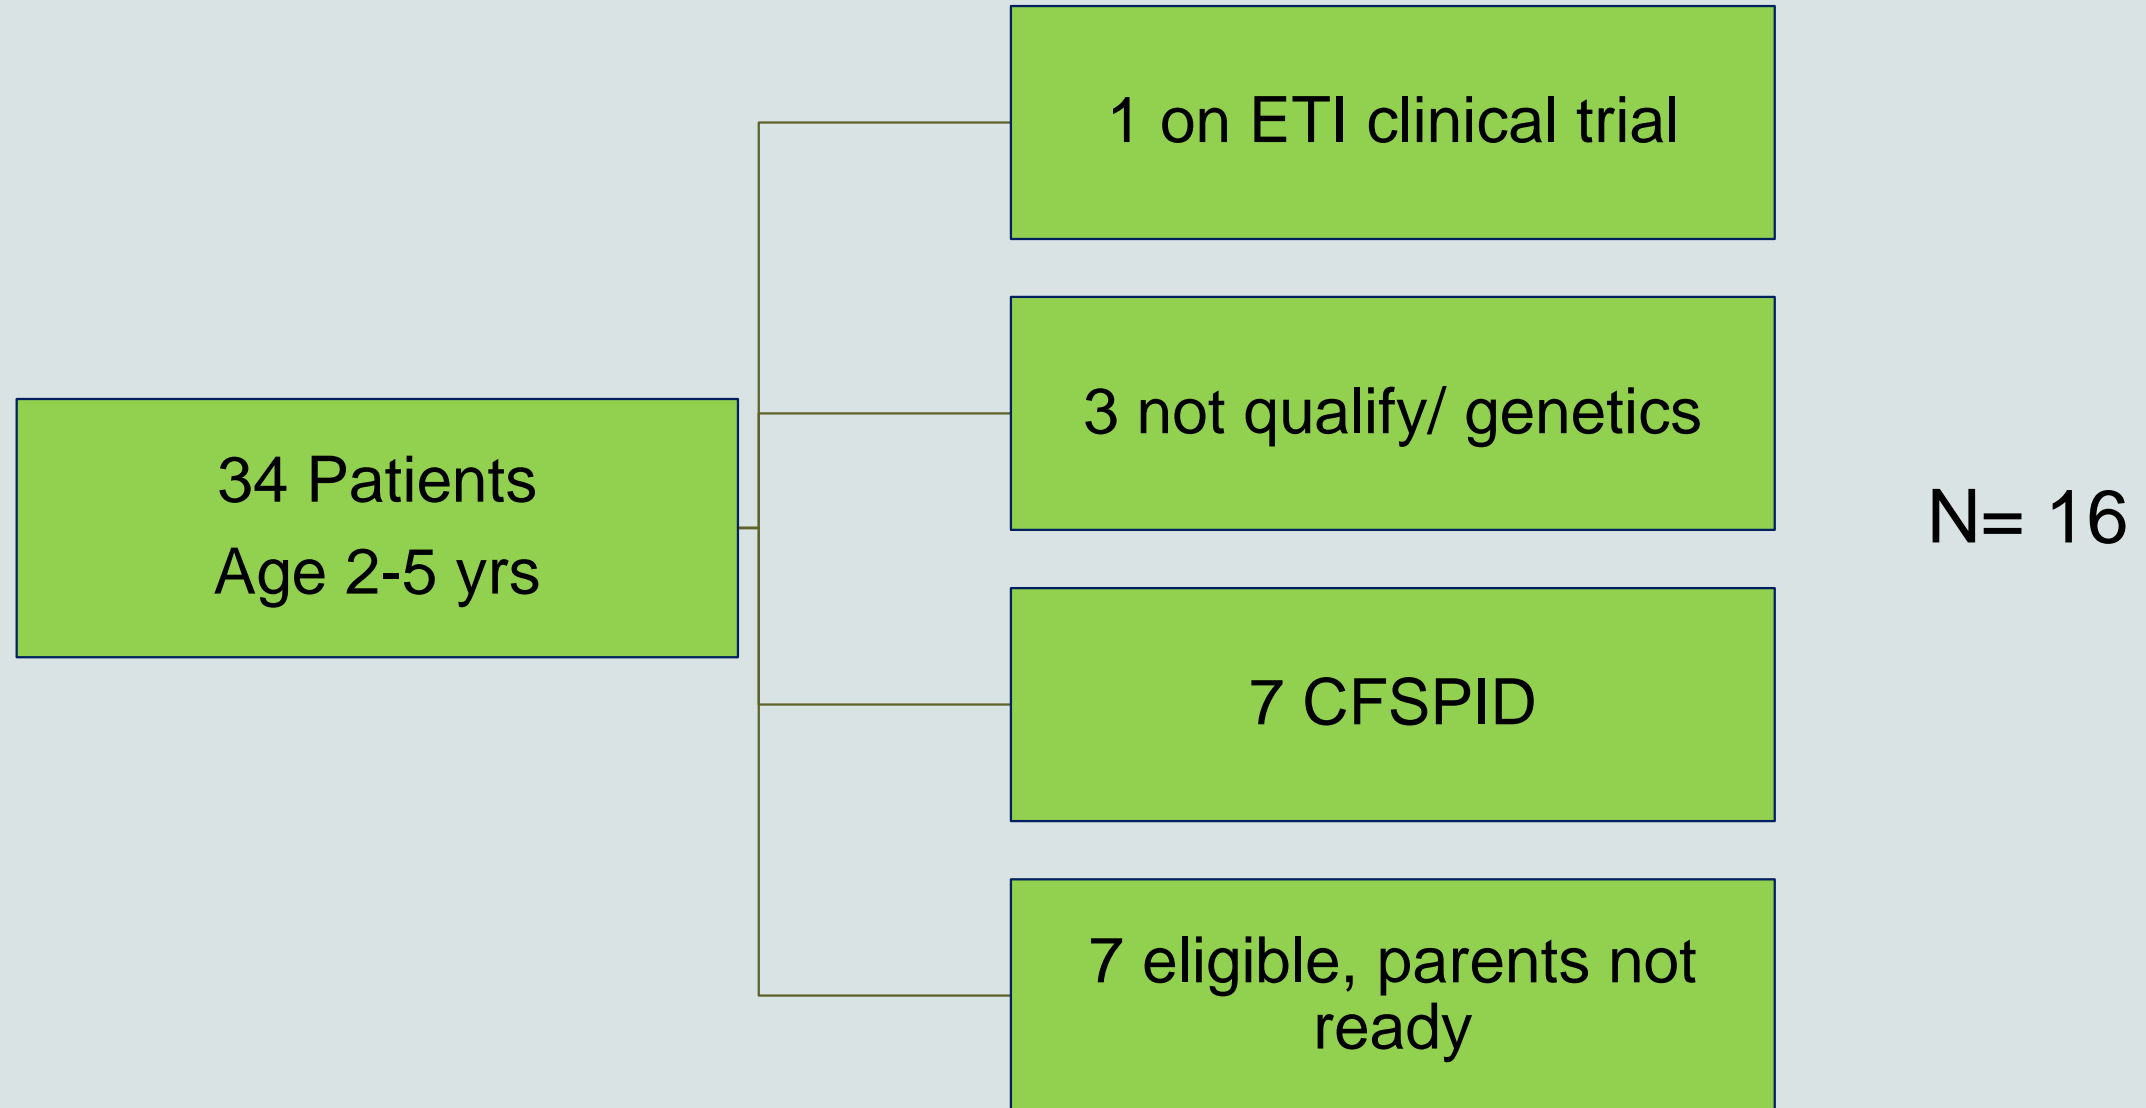 34 Patients
Age 2-5 yrs
1 on ETI clinical trial
3 not qualify/ genetics
7 CFSPID
7 eligible, parents not
ready
N= 16